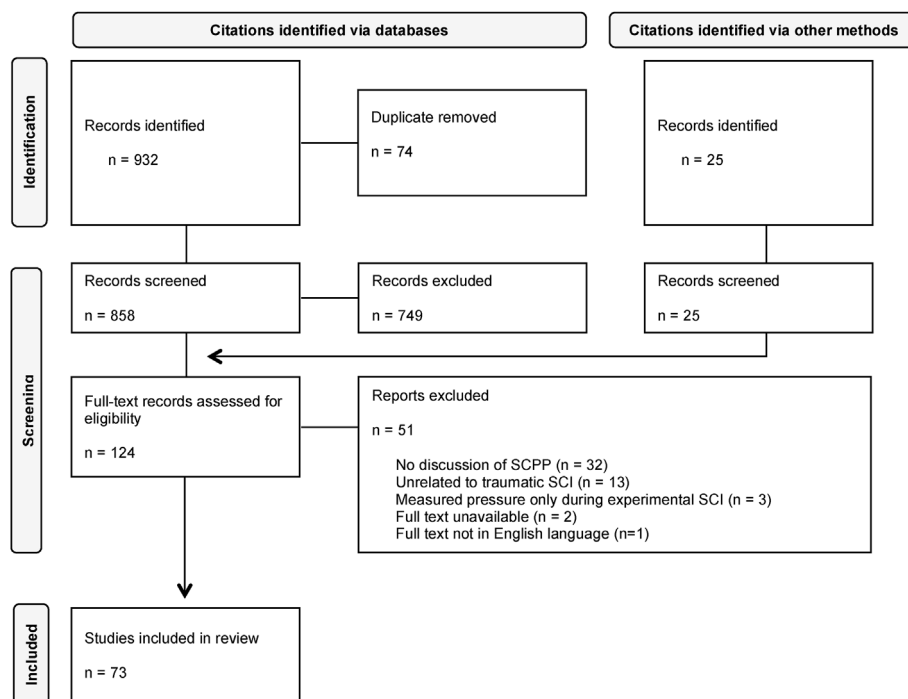 Citations identified via databases
Citations identified via other methods
Identification
Records identified
n = 932
Duplicate removed
n = 74
Records identified
n = 25
Screening
Records screened
n = 858
Records excluded
n = 749
Records screened
n = 25
Full-text records assessed for
eligibility
n = 124
Reports excluded
n = 51
No discussion of SCPP (n = 32)
Unrelated to traumatic SCI (n = 13)
Measured pressure only during experimental SCI (n = 3)
Full text unavailable (n = 2)
Full text not in English language (n=1)
Included
Studies included in review
n = 73